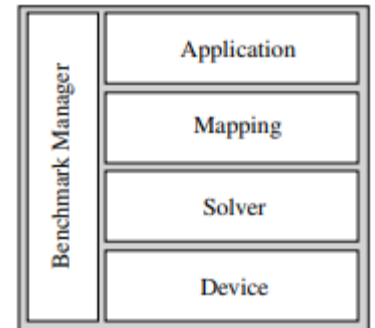 Benchmark Manager
Application
Mapping
Solver
Device